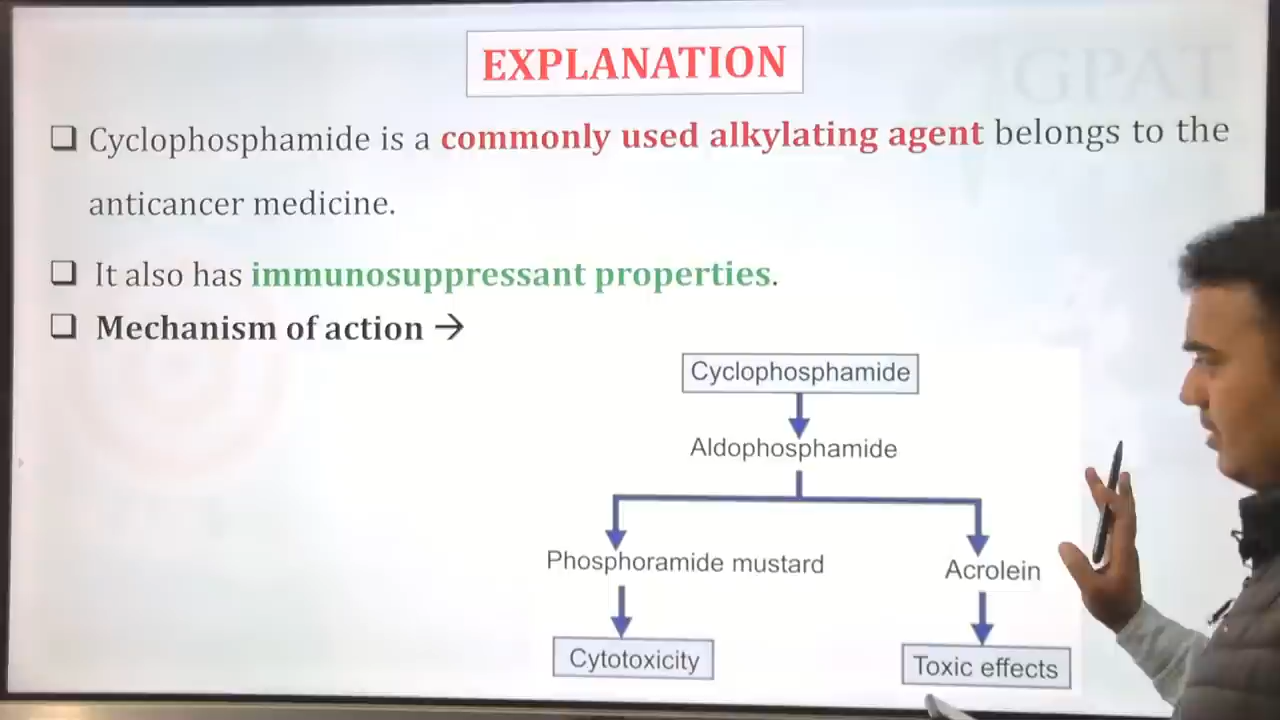 GPAT
EXPLANATION
❑ Cyclophosphamide is a commonly used alkylating agent belongs to the
anticancer medicine.
❑ It also has immunosuppressant properties.
❑ Mechanism of action →
Cyclophosphamide
Aldophosphamide
Phosphoramide mustard
Acrolein
Cytotoxicity
Toxic effects